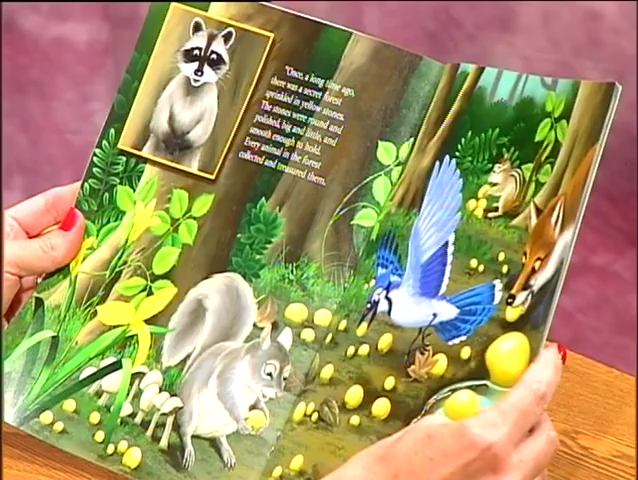 "Once, a long time ago,
there was a secret forest
sprinkled in yellow stones.
The stones were round and
polished, big and little, and
smooth enough to hold.
Every animal in the forest
collected and treasured them.